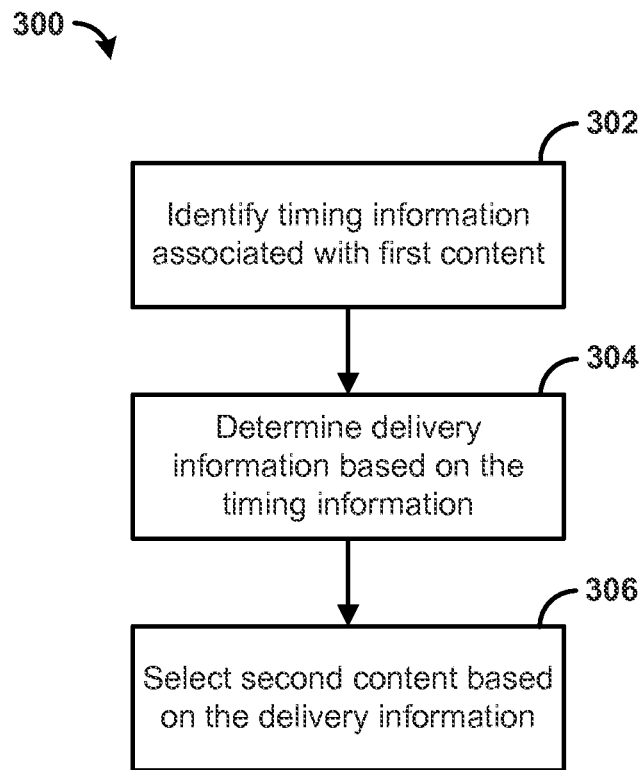 300
302
Identify timing information
associated with first content
304
Determine delivery
information based on the
timing information
306
Select second content based
on the delivery information